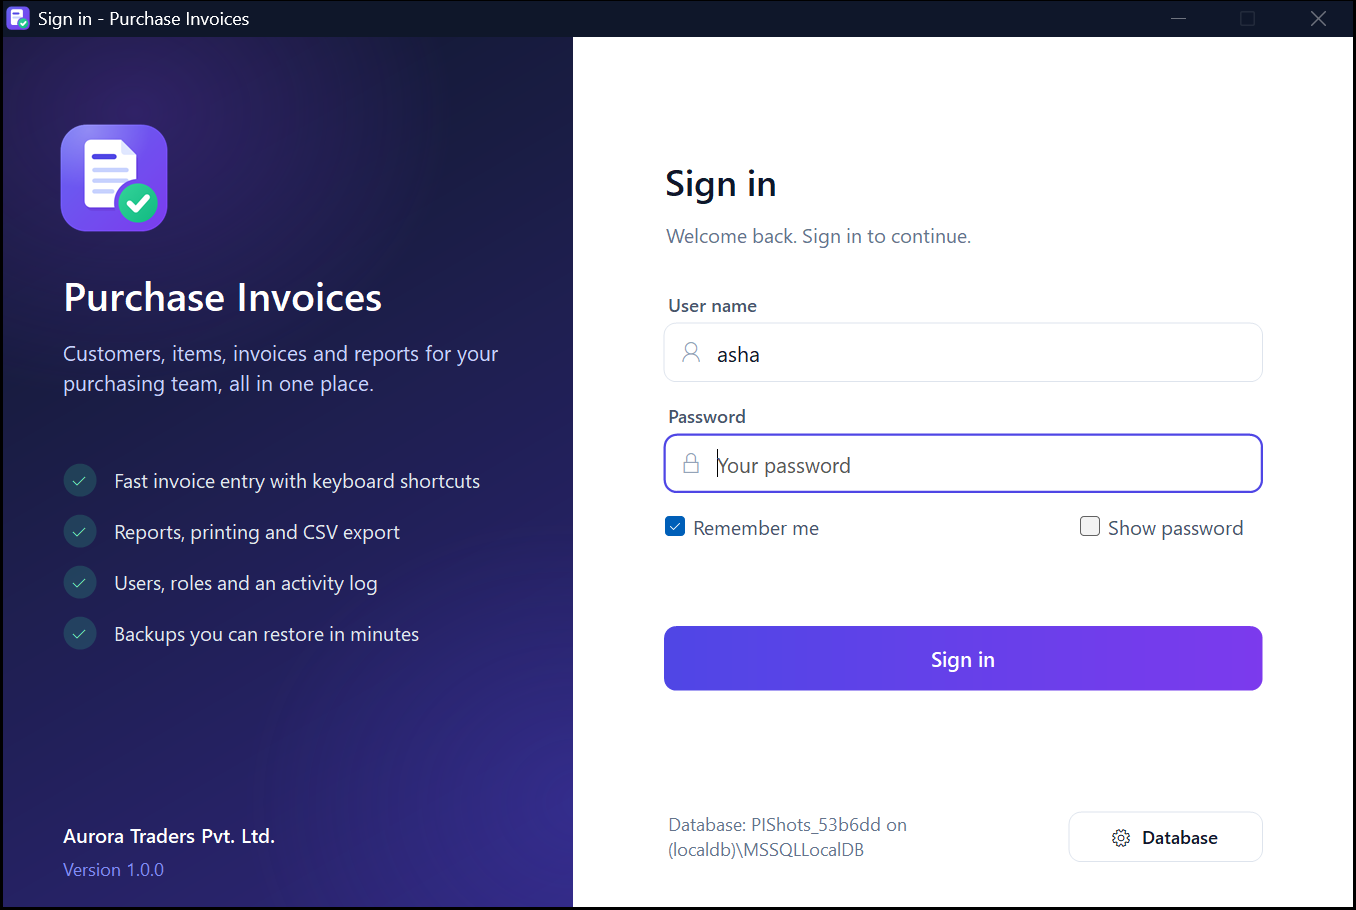 Sign in - Purchase Invoices
Purchase Invoices
Customers, items, invoices and reports for your
purchasing team, all in one place.
Fast invoice entry with keyboard shortcuts
Reports, printing and CSV export
Users, roles and an activity log
Backups you can restore in minutes
Aurora Traders Pvt. Ltd.
Version 1.0.0
Sign in
Welcome back. Sign in to continue.
User name
asha
Password
Your password
Remember me
Show password
Sign in
Database: PIShots_53b6dd on
(localdb)\MSSQLLocalDB
Database